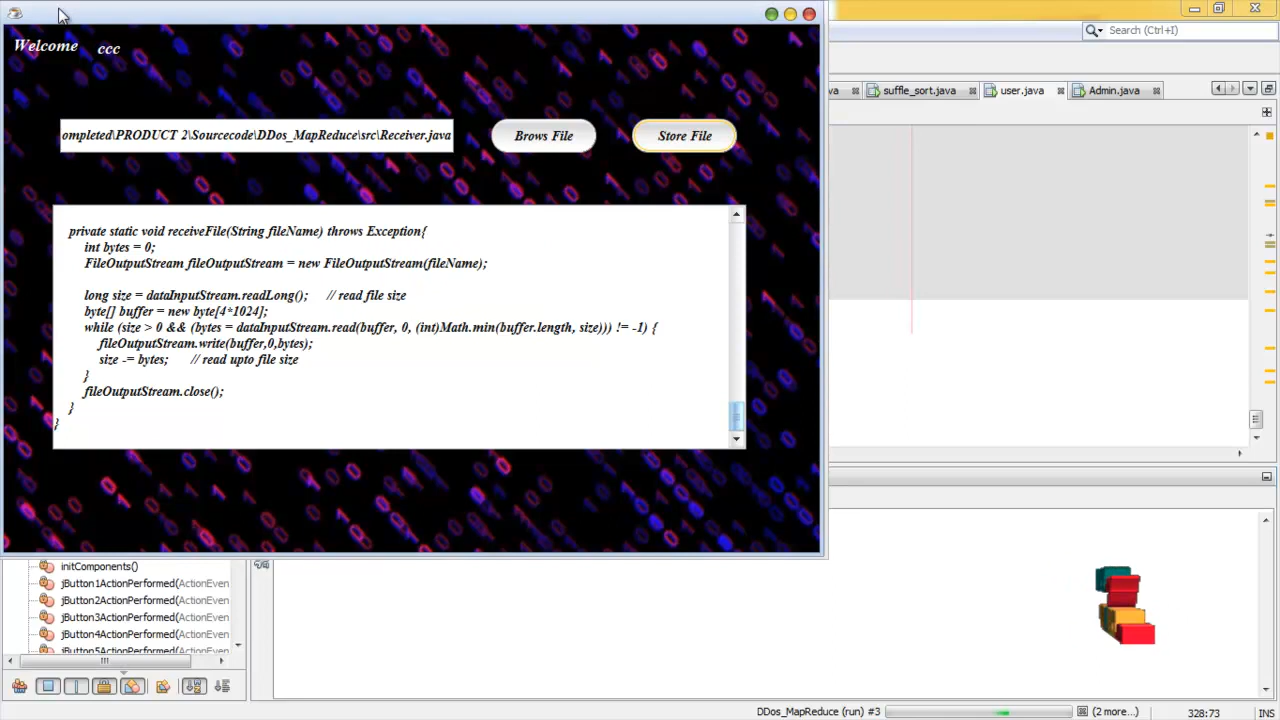 Search (Ctrl+I)
Welcome ccc
va
suffle_sort.java
user.java
Admin.java
ompleted\PRODUCT 2\Sourcecode\DDos_MapReduce\src\Receiver.java
Brows File
Store File
private static void receiveFile(String fileName) throws Exception{
int bytes = 0;
FileOutputStream fileOutputStream = new FileOutputStream(fileName);
long size = dataInputStream.readLong(); // read file size
byte[] buffer = new byte[4*1024];
while (size > 0 && (bytes = dataInputStream.read(buffer, 0, (int)Math.min(buffer.length, size))) != -1) {
fileOutputStream.write(buffer,0,bytes);
size -= bytes; // read upto file size
}
fileOutputStream.close();
}
}
initComponents()
jButton1ActionPerformed(ActionEven
jButton2ActionPerformed(ActionEven
jButton3ActionPerformed(ActionEven
jButton4ActionPerformed(ActionEven
jButton5ActionPerformed(ActionEven
DDos_MapReduce (run) #3
(2 more...)
328:73
INS